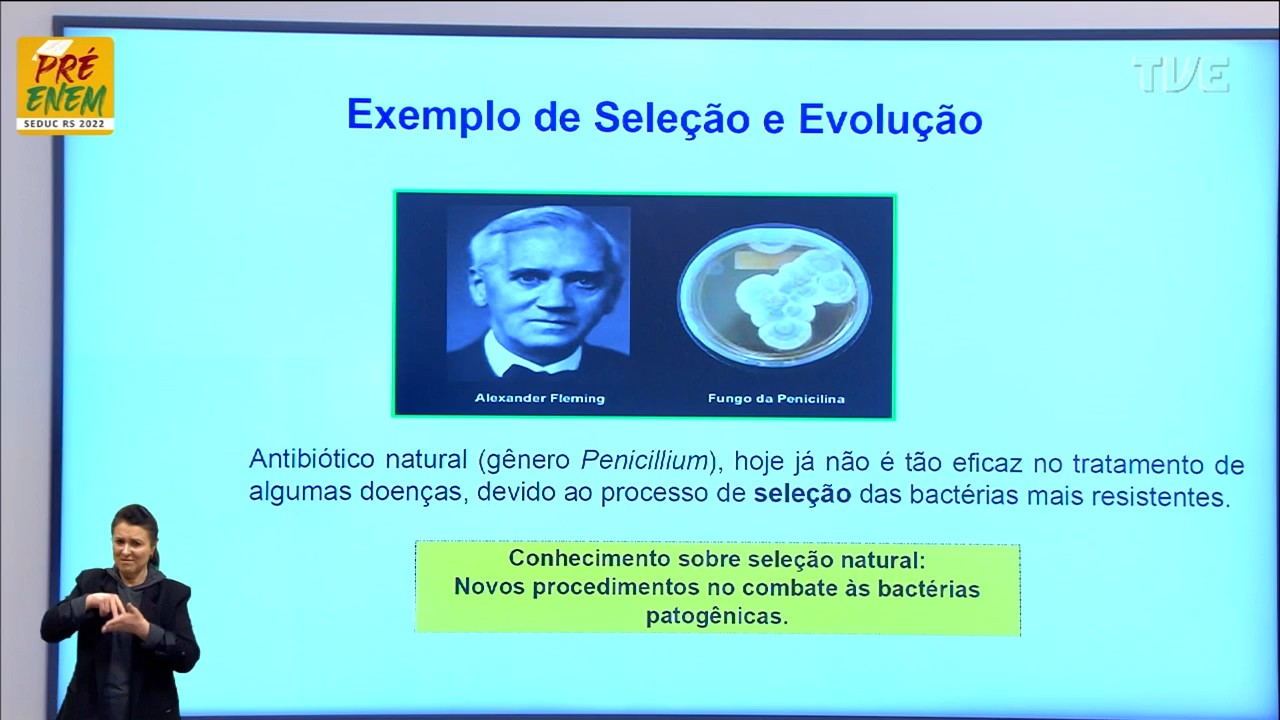 PRÉ
ENEM
SEDUC RS 2022
TVE
Exemplo de Seleção e Evolução
Alexander Fleming
Fungo da Penicilina
Antibiótico natural (gênero Penicillium), hoje já não é tão eficaz no tratamento de
algumas doenças, devido ao processo de seleção das bactérias mais resistentes.
Conhecimento sobre seleção natural:
Novos procedimentos no combate às bactérias
patogênicas.